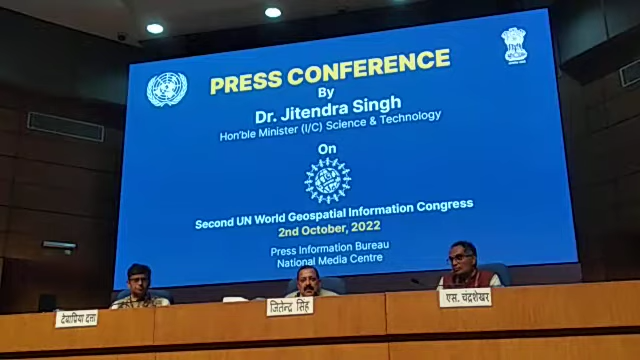 PRESS CONFERENCE
By
Dr. Jitendra Singh
Hon'ble Minister (I/C) Science & Technology
On
Second UN World Geospatial Information Congress
2nd October, 2022
Press Information Bureau
National Media Centre
देबाप्रिया दत्ता
जितेन्द्र सिंह
एस. चंद्रशेखर